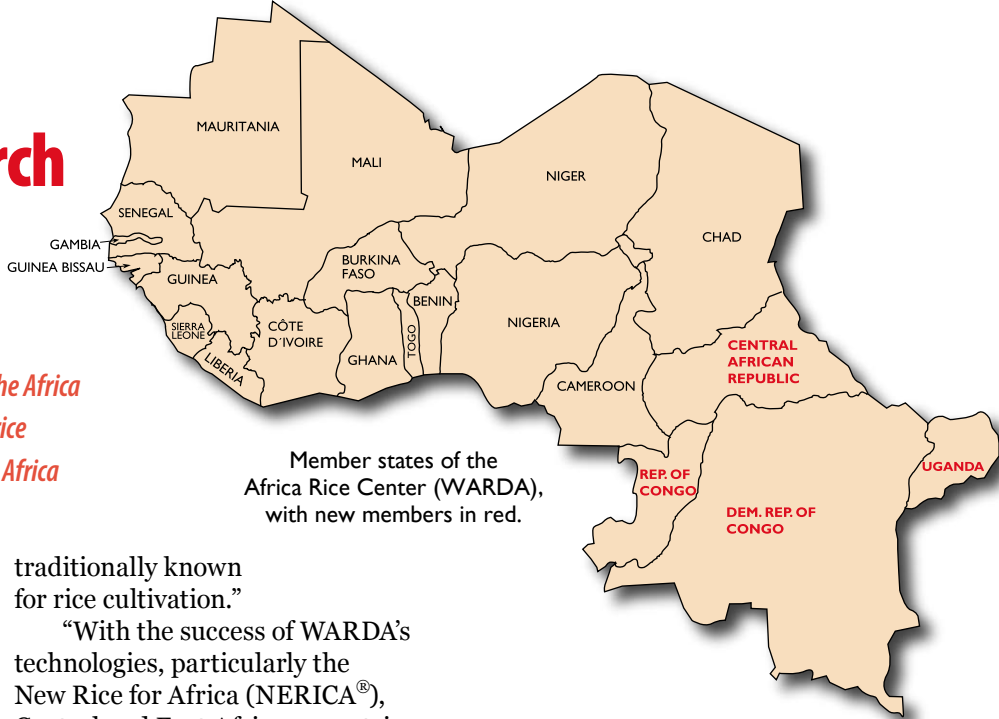 rch
MAURITANIA
MALI
NIGER
CHAD
SENEGAL
GAMBIA
GUINEA BISSAU
GUINEA
SIERRA
LEONE
LIBERIA
CÔTE
D´IVOIRE
BURKINA
FASO
GHANA
TOGO
BENIN
NIGERIA
CAMEROON
CENTRAL
AFRICAN
REPUBLIC
REP. OF
CONGO
DEM. REP. OF
CONGO
UGANDA
he Africa
ice
Africa
Member states of the
Africa Rice Center (WARDA),
with new members in red.
traditionally known
for rice cultivation.”
“With the success of WARDA’s
technologies, particularly the
New Rice for Africa (NERICA®),